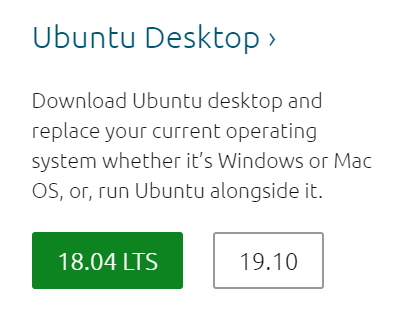 Ubuntu Desktop ›
Download Ubuntu desktop and
replace your current operating
system whether it’s Windows or Mac
OS, or, run Ubuntu alongside it.
18.04 LTS 19.10